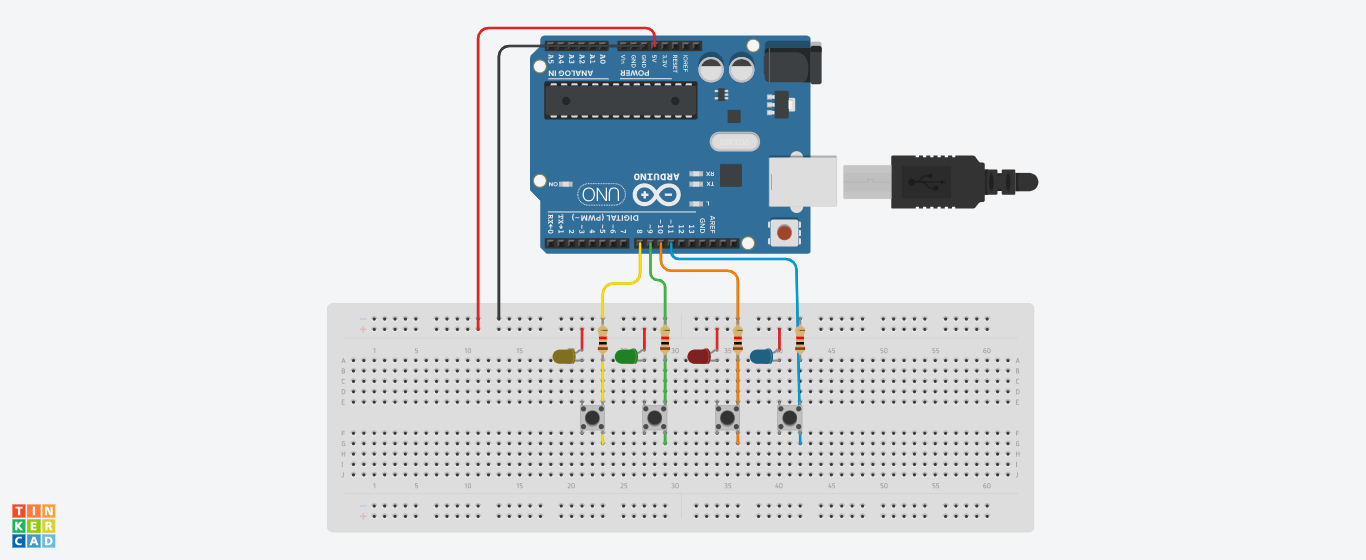 A5 A4 A3 A2 A1 A0 Vin GND GND 5V 3.3V RESET IOREF
ANALOG IN POWER
RX
ARDUINO
TX
ON
UNO
L
DIGITAL (PWM~)
RX←0 TX→1 2 ~3 4 ~5 ~6 7 8 ~9 ~10 ~11 12 13 GND AREF
1 5 10 15 30 35 40 45 50 55 60
A A
B B
C C
D D
E E
F F
G G
H H
I I
J J
1 5 10 15 20 25 30 35 40 45 50 55 60
TIN
KER
CAD